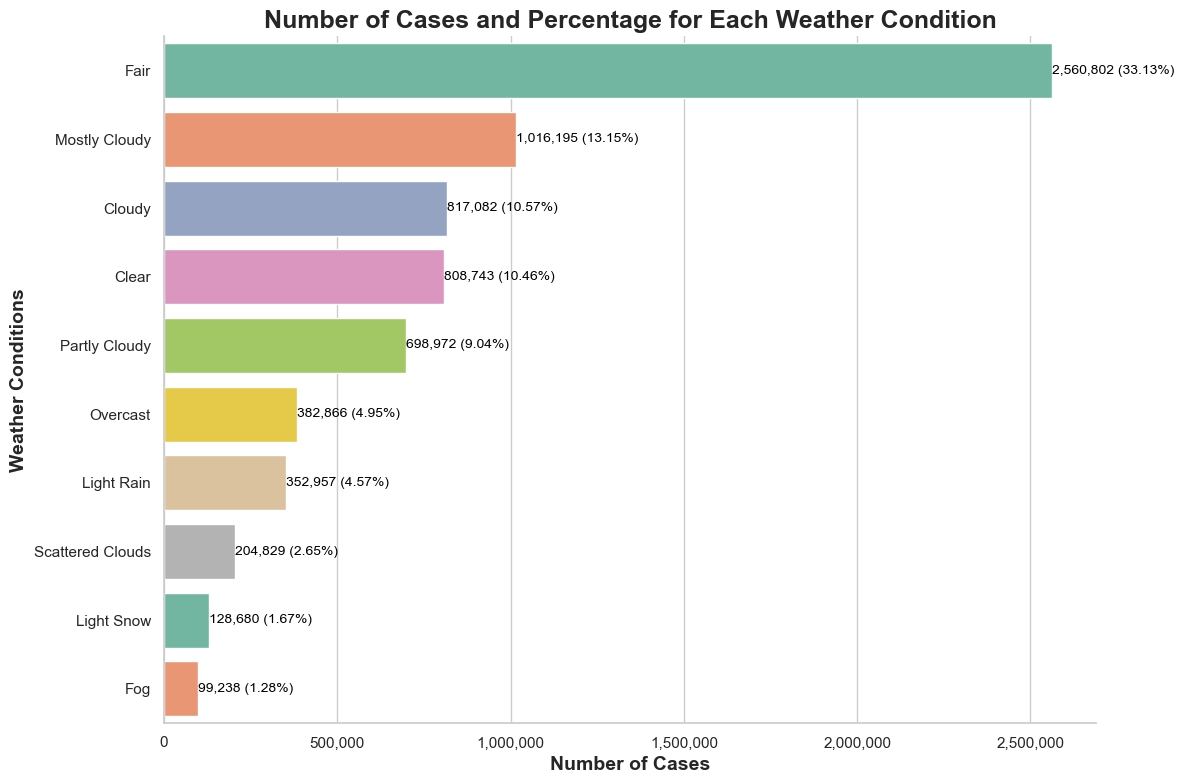 Number of Cases and Percentage for Each Weather Condition
Fair
2,560,802 (33.13%)
Mostly Cloudy
1,016,195 (13.15%)
Cloudy
817,082 (10.57%)
Clear
808,743 (10.46%)
Partly Cloudy
698,972 (9.04%)
Overcast
382,866 (4.95%)
Light Rain
352,957 (4.57%)
Scattered Clouds
204,829 (2.65%)
Light Snow
128,680 (1.67%)
Fog
99,238 (1.28%)
Weather Conditions
0
500,000
1,000,000
1,500,000
2,000,000
2,500,000
Number of Cases